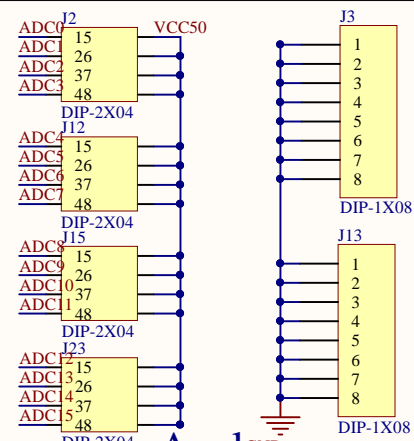 J2
ADC0 15 VCC50
ADC1 26
ADC2 37
ADC3 48
DIP-2X04
J12
ADC4 15
ADC5 26
ADC6 37
ADC7 48
DIP-2X04
J15
ADC8 15
ADC9 26
ADC10 37
ADC11 48
DIP-2X04
J23
ADC12 15
ADC13 26
ADC14 37
ADC15 48
DIP-2X04
J3
1
2
3
4
5
6
7
8
DIP-1X08
J13
1
2
3
4
5
6
7
8
DIP-1X08